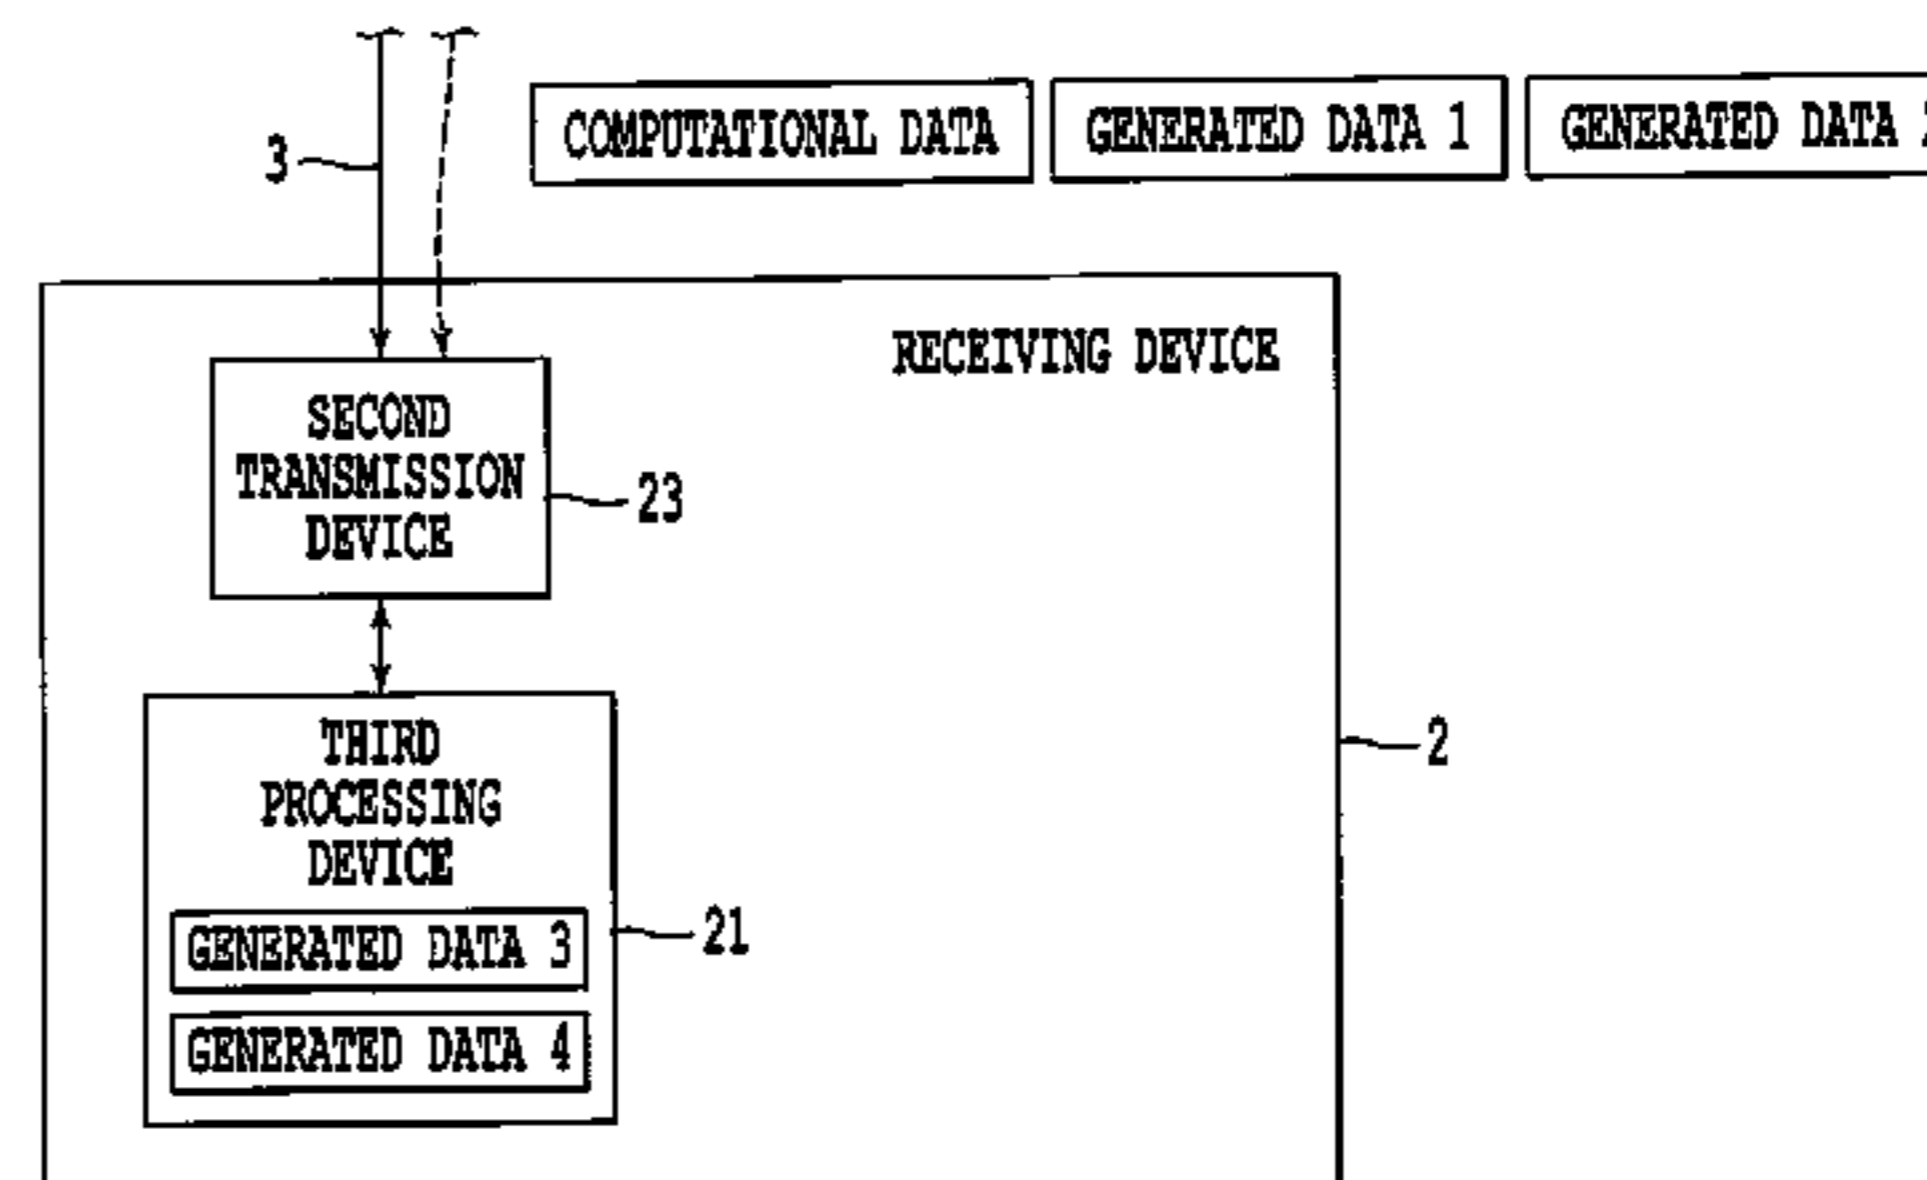 COMPUTATIONAL DATA
GENERATED DATA 1
GENERATED DATA
3
RECEIVING DEVICE
SECOND
TRANSMISSION
DEVICE
23
THIRD
PROCESSING
DEVICE
2
GENERATED DATA 3
21
GENERATED DATA 4